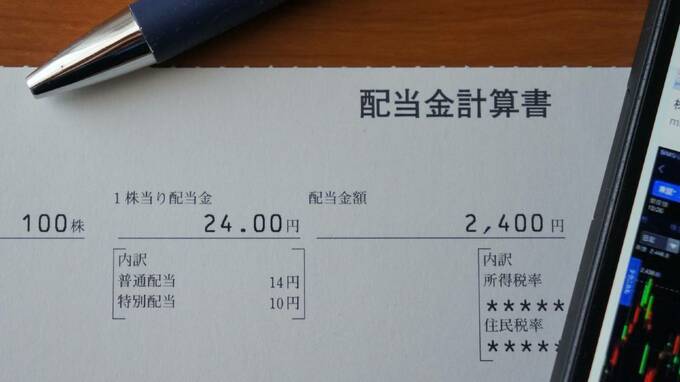 配当金計算書
1株当り配当金
配当金額
100株
24.00円
2,400円
内訳
普通配当 14円
特別配当 10円
内訳
所得税率
*****
住民税率
*****